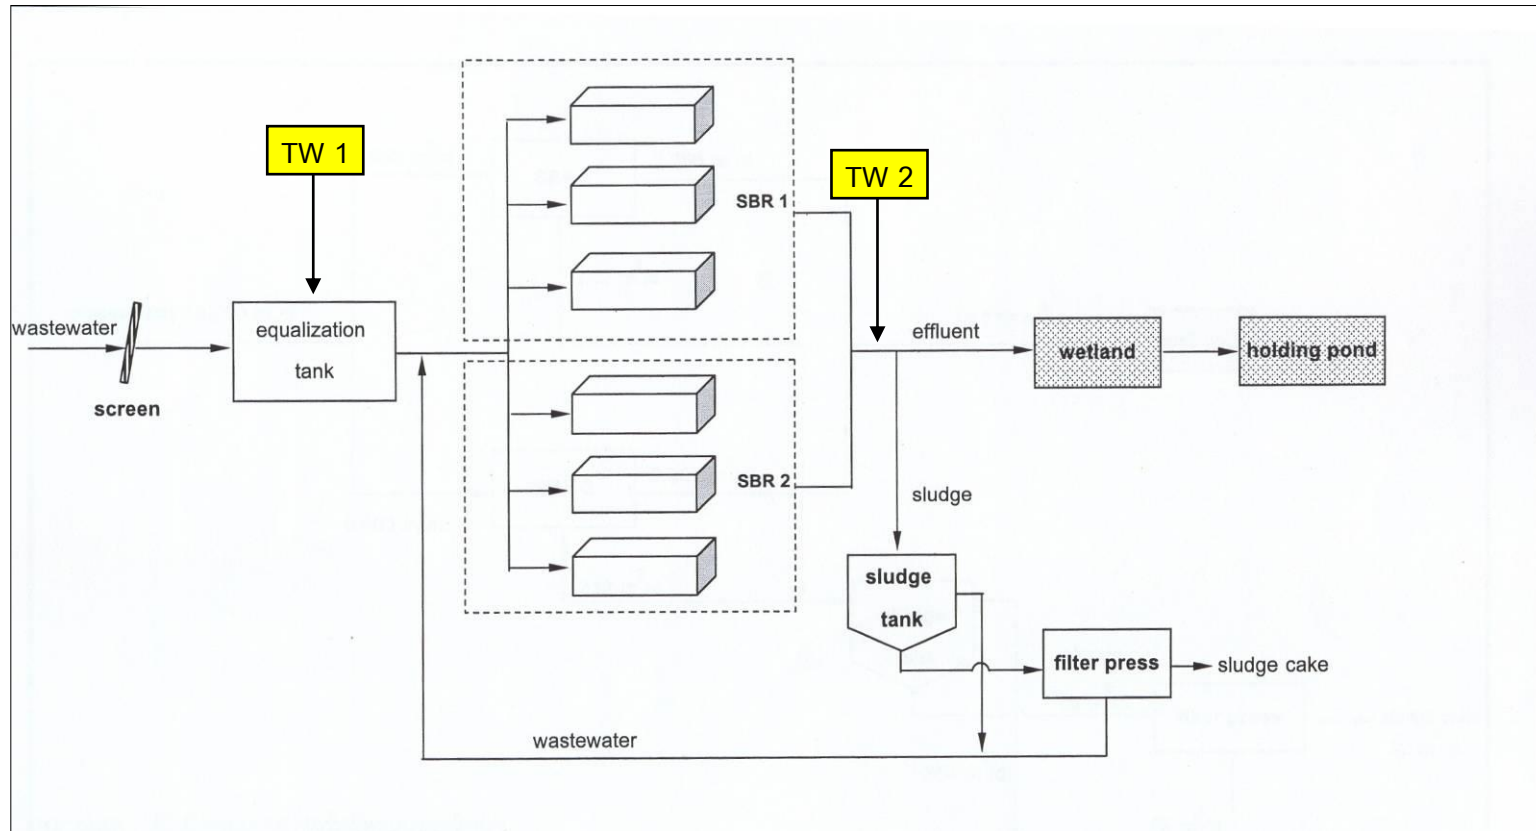 TW 1
TW 2
SBR 1
wastewater
equalization
tank
screen
effluent
wetland
holding pond
SBR 2
sludge
sludge
tank
filter press
sludge cake
wastewater